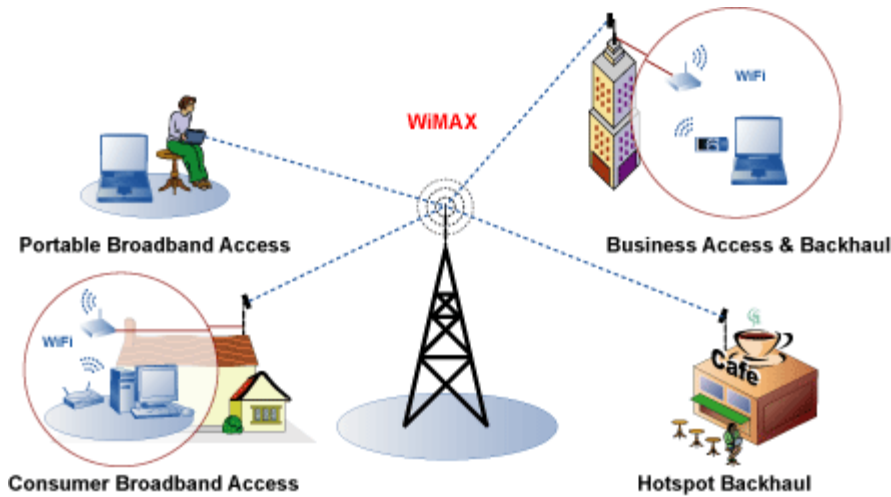 WiMAX
WiFi
Portable Broadband Access
Business Access & Backhaul
WiFi
Cafe
Consumer Broadband Access
Hotspot Backhaul